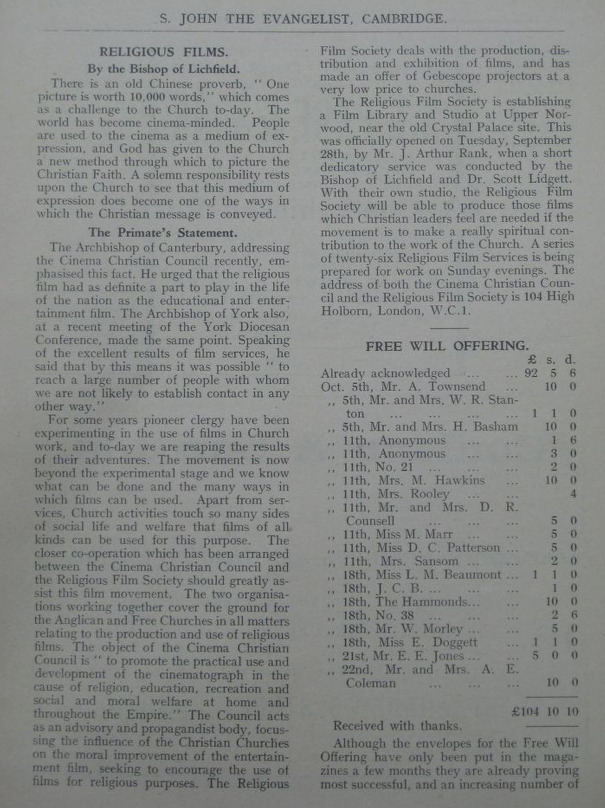 S. JOHN THE EVANGELIST, CAMBRIDGE.
RELIGIOUS FILMS.
By the Bishop of Lichfield.
There is an old Chinese proverb, " One
picture is worth 10,000 words," which comes
as a challenge to the Church to-day. The
world has become cinema-minded. People
are used to the cinema as a medium of ex-
pression, and God has given to the Church
a new method through which to picture the
Christian Faith. A solemn responsibility rests
upon the Church to see that this medium of
expression does become one of the ways in
which the Christian message is conveyed.
The Primate's Statement.
The Archbishop of Canterbury, addressing
the Cinema Christian Council recently, em-
phasised this fact. He urged that the religious
film had as definite a part to play in the life
of the nation as the educational and enter-
tainment film. The Archbishop of York also,
at a recent meeting of the York Diocesan
Conference, made the same point. Speaking
of the excellent results of film services, he
said that by this means it was possible " to
reach a large number of people with whom
we are not likely to establish contact in any
other way."
For some years pioneer clergy have been
experimenting in the use of films in Church
work, and to-day we are reaping the results
of their adventures. The movement is now
beyond the experimental stage and we know
what can be done and the many ways in
which films can be used. Apart from ser-
vices, Church activities touch so many sides
of social life and welfare that films of all
kinds can be used for this purpose. The
closer co-operation which has been arranged
between the Cinema Christian Council and
the Religious Film Society should greatly as-
sist this film movement. The two organisa-
tions working together cover the ground for
the Anglican and Free Churches in all matters
relating to the production and use of religious
films. The object of the Cinema Christian
Council is " to promote the practical use and
development of the cinematograph in the
cause of religion, education, recreation and
social and moral welfare at home and
throughout the Empire." The Council acts
as an advisory and propagandist body, focus-
sing the influence of the Christian Churches
on the moral improvement of the entertain-
ment film, seeking to encourage the use of
films for religious purposes. The Religious
Film Society deals with the production, dis-
tribution and exhibition of films, and has
made an offer of Gebescope projectors at a
very low price to churches.
The Religious Film Society is establishing
a Film Library and Studio at Upper Nor-
wood, near the old Crystal Palace site. This
was officially opened on Tuesday, September
28th, by Mr. J. Arthur Rank, when a short
dedicatory service was conducted by the
Bishop of Lichfield and Dr. Scott Lidgett.
With their own studio, the Religious Film
Society will be able to produce those films
which Christian leaders feel are needed if the
movement is to make a really spiritual con-
tribution to the work of the Church. A series
of twenty-six Religious Film Services is being
prepared for work on Sunday evenings. The
address of both the Cinema Christian Coun-
cil and the Religious Film Society is 104 High
Holborn, London, W.C.1.
FREE WILL OFFERING.
£ s. d.
Already acknowledged ... ... 92 5 6
Oct. 5th, Mr. A. Townsend ... 10 0
,, 5th, Mr. and Mrs. W. R. Stan-
ton ... ... ... ... 1 1 0
,, 5th, Mr. and Mrs. H. Basham 10 0
,, 11th, Anonymous ... ... 1 6
,, 11th, Anonymous ... ... 3 0
,, 11th, No. 21 ... ... ... 2 0
,, 11th, Mrs. M. Hawkins ... 10 0
,, 11th, Mrs. Rooley ... ... 4
,, 11th, Mr. and Mrs. D. R.
Counsell ... ... ... 5 0
,, 11th, Miss M. Marr ... ... 5 0
,, 11th, Miss D. C. Patterson ... 5 0
,, 11th, Mrs. Sansom ... ... 2 0
,, 18th, Miss L. M. Beaumont ... 1 1 0
,, 18th, J. C. B. ... ... ... 1 0
,, 18th, The Hammonds... ... 10 0
,, 18th, No. 38 ... ... ... 2 6
,, 18th, Mr. W. Morley ... ... 5 0
,, 18th, Miss E. Doggett ... 1 1 0
,, 21st, Mr. E. E. Jones ... ... 5 0 0
,, 22nd, Mr. and Mrs. A. E.
Coleman ... ... ... 10 0
£104 10 10
Received with thanks.
Although the envelopes for the Free Will
Offering have only been put in the maga-
zines a few months they are already proving
most successful, and an increasing number of